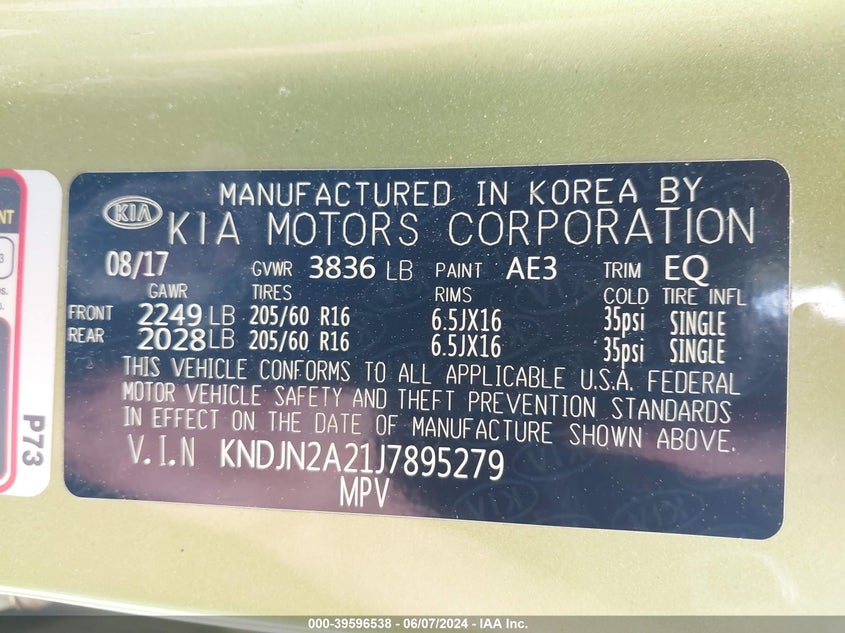 MANUFACTURED IN KOREA BY
KIA KIA MOTORS CORPORATION
08/17 GVWR 3836 LB PAINT AE3 TRIM EQ
GAWR TIRES RIMS COLD TIRE INFL
FRONT 2249 LB 205/60 R16 6.5JX16 35psi SINGLE
REAR 2028 LB 205/60 R16 6.5JX16 35psi SINGLE
THIS VEHICLE CONFORMS TO ALL APPLICABLE U.S.A. FEDERAL
MOTOR VEHICLE SAFETY AND THEFT PREVENTION STANDARDS
IN EFFECT ON THE DATE OF MANUFACTURE SHOWN ABOVE.
V.I.N KNDJN2A21J7895279
MPV
NT
3
P73
000-39596538 - 06/07/2024 - IAA Inc.